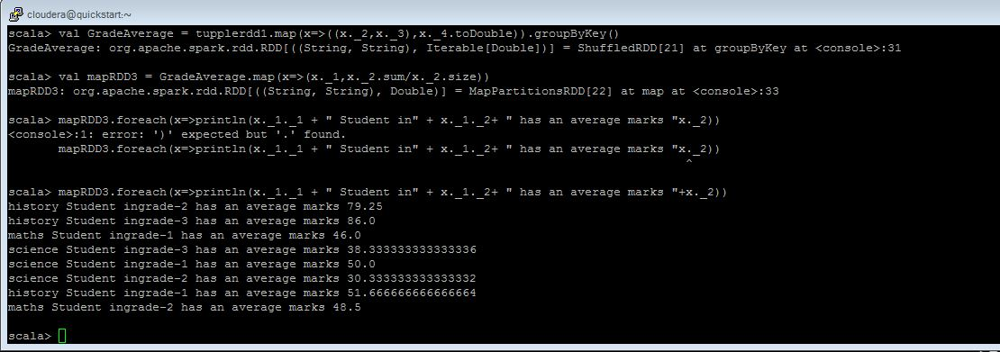 cloudera@quickstart:~
scala> val GradeAverage = tupplerdd1.map(x=>((x._2,x._3),x._4.toDouble)).groupByKey()
GradeAverage: org.apache.spark.rdd.RDD[((String, String), Iterable[Double])] = ShuffledRDD[21] at groupByKey at <console>:31
scala> val mapRDD3 = GradeAverage.map(x=>(x._1,x._2.sum/x._2.size))
mapRDD3: org.apache.spark.rdd.RDD[((String, String), Double)] = MapPartitionsRDD[22] at map at <console>:33
scala> mapRDD3.foreach(x=>println(x._1._1 + " Student in" + x._1._2+ " has an average marks "x._2))
<console>:1: error: ')' expected but '.' found.
       mapRDD3.foreach(x=>println(x._1._1 + " Student in" + x._1._2+ " has an average marks "x._2))
^
scala> mapRDD3.foreach(x=>println(x._1._1 + " Student in" + x._1._2+ " has an average marks "+x._2))
history Student ingrade-2 has an average marks 79.25
history Student ingrade-3 has an average marks 86.0
maths Student ingrade-1 has an average marks 46.0
science Student ingrade-3 has an average marks 38.333333333333336
science Student ingrade-1 has an average marks 50.0
science Student ingrade-2 has an average marks 30.333333333333332
history Student ingrade-1 has an average marks 51.666666666666664
maths Student ingrade-2 has an average marks 48.5
scala>